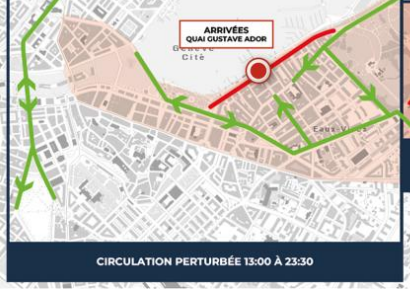 ARRIVÉES
QUAI GUSTAVE ADOR
Genève
Cité
Eaux-Vives
CIRCULATION PERTURBÉE 13:00 À 23:30